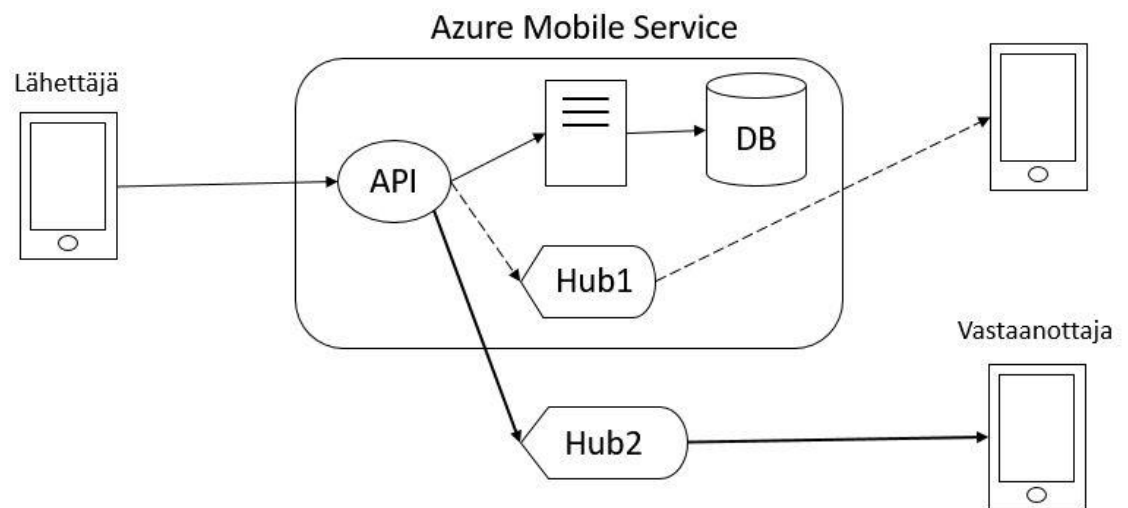 Azure Mobile Service
Lähettäjä
API
DB
Hub1
Vastaanottaja
Hub2